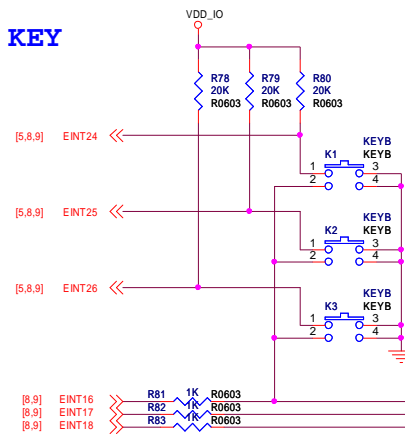 VDD_IO
KEY
R78 R79 R80
20K 20K 20K
R0603 R0603 R0603
[5,8,9] EINT24
KEYB
K1 KEYB
1 3
2 4
[5,8,9] EINT25
KEYB
K2 KEYB
1 3
2 4
[5,8,9] EINT26
KEYB
K3 KEYB
1 3
2 4
[8,9] EINT16 R81 1K R0603
[8,9] EINT17 R82 1K R0603
[8,9] EINT18 R83 1K R0603